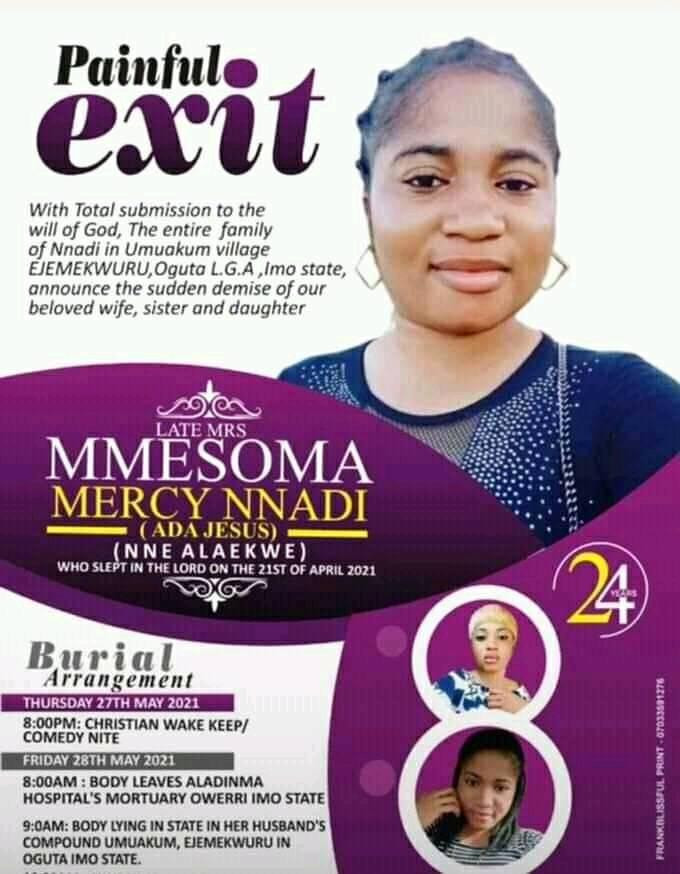 Painful
exit
With Total submission to the
will of God, The entire family
of Nnadi in Umuakum village
EJEMEKWURU,Oguta L.G.A ,Imo state,
announce the sudden demise of our
beloved wife, sister and daughter
LATE MRS
MMESOMA
MERCY NNADI
(ADA JESUS)
(NNE ALAEKWE)
WHO SLEPT IN THE LORD ON THE 21ST OF APRIL 2021
24
YEARS
Burial
Arrangement
THURSDAY 27TH MAY 2021
8:00PM: CHRISTIAN WAKE KEEP/
COMEDY NITE
FRIDAY 28TH MAY 2021
8:00AM : BODY LEAVES ALADINMA
HOSPITAL'S MORTUARY OWERRI IMO STATE
9:0AM: BODY LYING IN STATE IN HER HUSBAND'S
COMPOUND UMUAKUM, EJEMEKWURU IN
OGUTA IMO STATE.
FRANKBLISSFUL PRINT - 07033591276